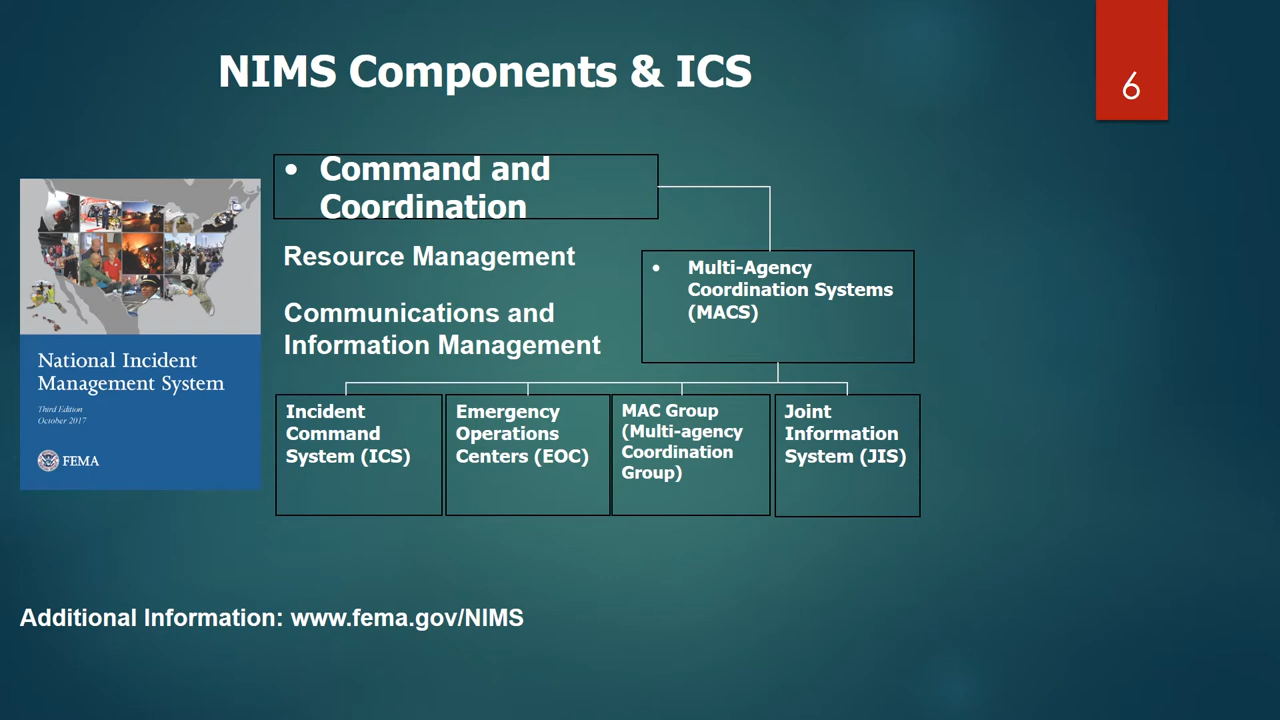 NIMS Components & ICS
6
• Command and
Coordination
Resource Management
Communications and
Information Management
• Multi-Agency
Coordination Systems
(MACS)
Incident
Command
System (ICS)
Emergency
Operations
Centers (EOC)
MAC Group
(Multi-agency
Coordination
Group)
Joint
Information
System (JIS)
National Incident
Management System
Third Edition
October 2017
FEMA
Additional Information: www.fema.gov/NIMS